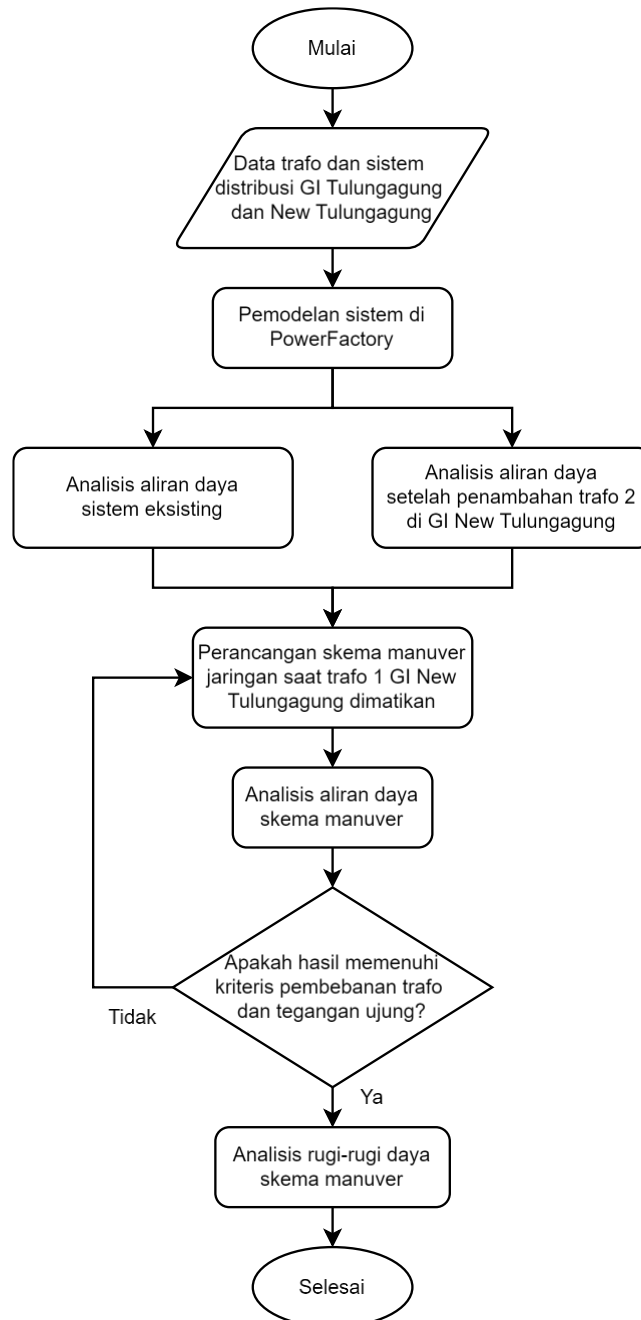 Mulai
Data trafo dan sistem
distribusi GI Tulungagung
dan New Tulungagung
Pemodelan sistem di
PowerFactory
Analisis aliran daya
sistem eksisting
Analisis aliran daya
setelah penambahan trafo 2
di GI New Tulungagung
Perancangan skema manuver
jaringan saat trafo 1 GI New
Tulungagung dimatikan
Analisis aliran daya
skema manuver
Apakah hasil memenuhi
kriteris pembebanan trafo
dan tegangan ujung?
Tidak
Ya
Analisis rugi-rugi daya
skema manuver
Selesai